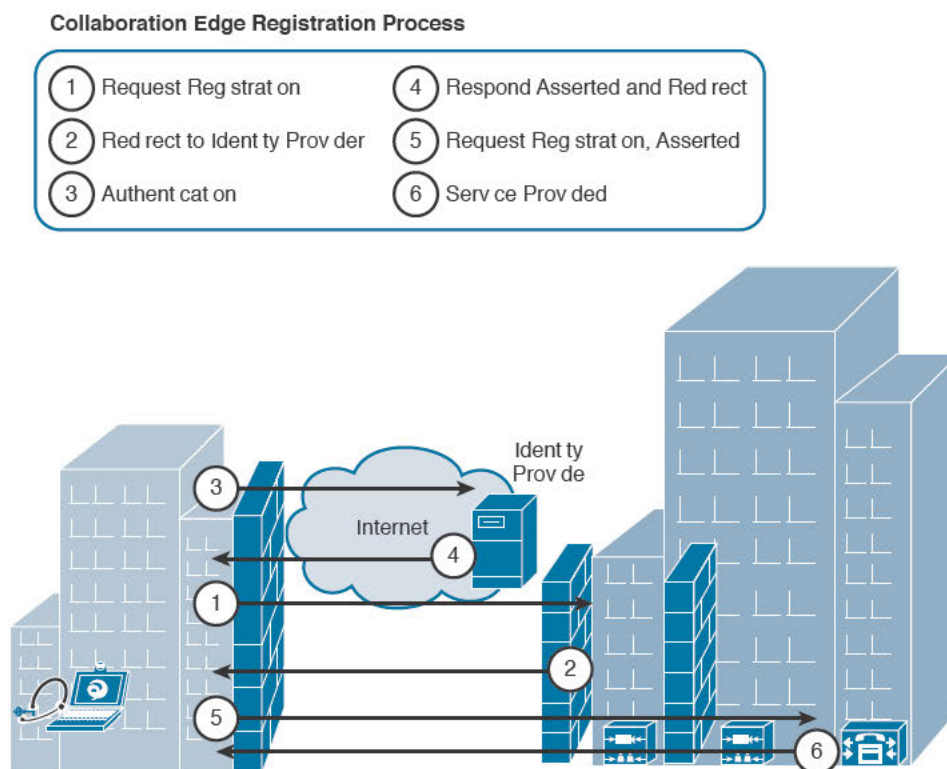 Collaboration Edge Registration Process
1 Request Reg strat on
2 Red rect to Ident ty Prov der
3 Authent cat on
4 Respond Asserted and Red rect
5 Request Reg strat on, Asserted
6 Serv ce Prov ded
Ident ty
Prov de
3
Internet
4
1
2
5
6